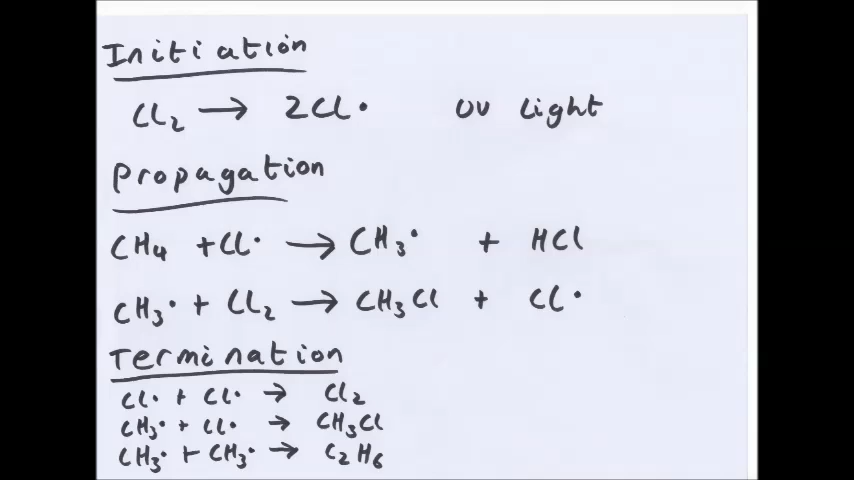 Initiation
Cl₂ → 2Cl• UV Light
Propagation
CH₄ + Cl• → CH₃• + HCl
CH₃• + Cl₂ → CH₃Cl + Cl•
Termination
Cl• + Cl• → Cl₂
CH₃• + Cl• → CH₃Cl
CH₃• + CH₃• → C₂H₆